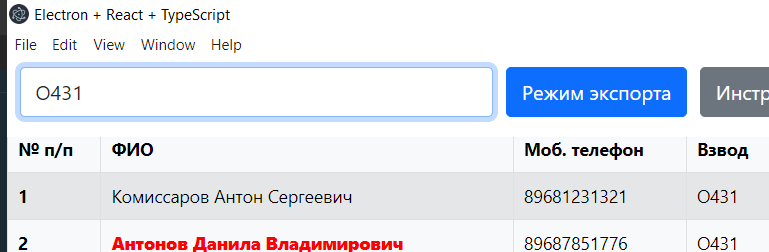 Electron + React + TypeScript
File Edit View Window Help
О431 Режим экспорта Инстр
№ п/п ФИО Моб. телефон Взвод
1 Комиссаров Антон Сергеевич 89681231321 О431
2 Антонов Данила Владимирович 89687851776 О431